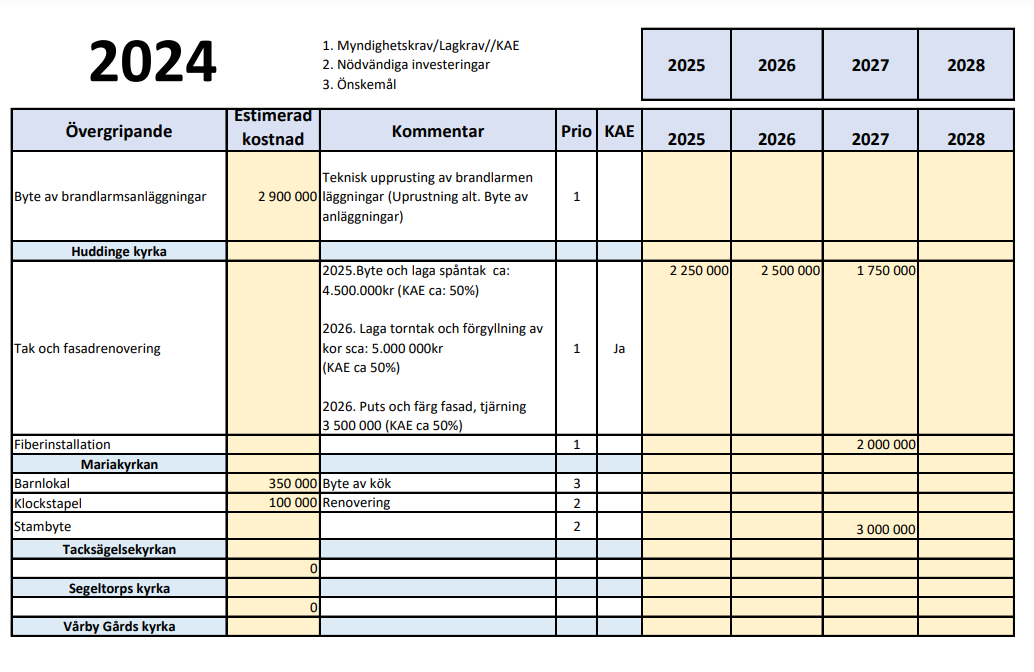 2024
1. Myndighetskrav/Lagkrav//KAE
2. Nödvändiga investeringar
3. Önskemål
2025 2026 2027 2028
Övergripande Estimerad kostnad Kommentar Prio KAE 2025 2026 2027 2028
Byte av brandlarmsanläggningar 2 900 000 Teknisk upprusting av brandlarmen
läggningar (Uprustning alt. Byte av
anläggningar)
1
Huddinge kyrka
Tak och fasadrenovering
2025.Byte och laga spåntak ca:
4.500.000kr (KAE ca: 50%)
2026. Laga torntak och förgyllning av
kor sca: 5.000 000kr
(KAE ca 50%)
2026. Puts och färg fasad, tjärning
3 500 000 (KAE ca 50%)
1 Ja 2 250 000 2 500 000 1 750 000
Fiberinstallation 1 2 000 000
Mariakyrkan
Barnlokal 350 000 Byte av kök 3
Klockstapel 100 000 Renovering 2
Stambyte 2 3 000 000
Tacksägelsekyrkan
0
Segeltorps kyrka
0
Vårby Gårds kyrka